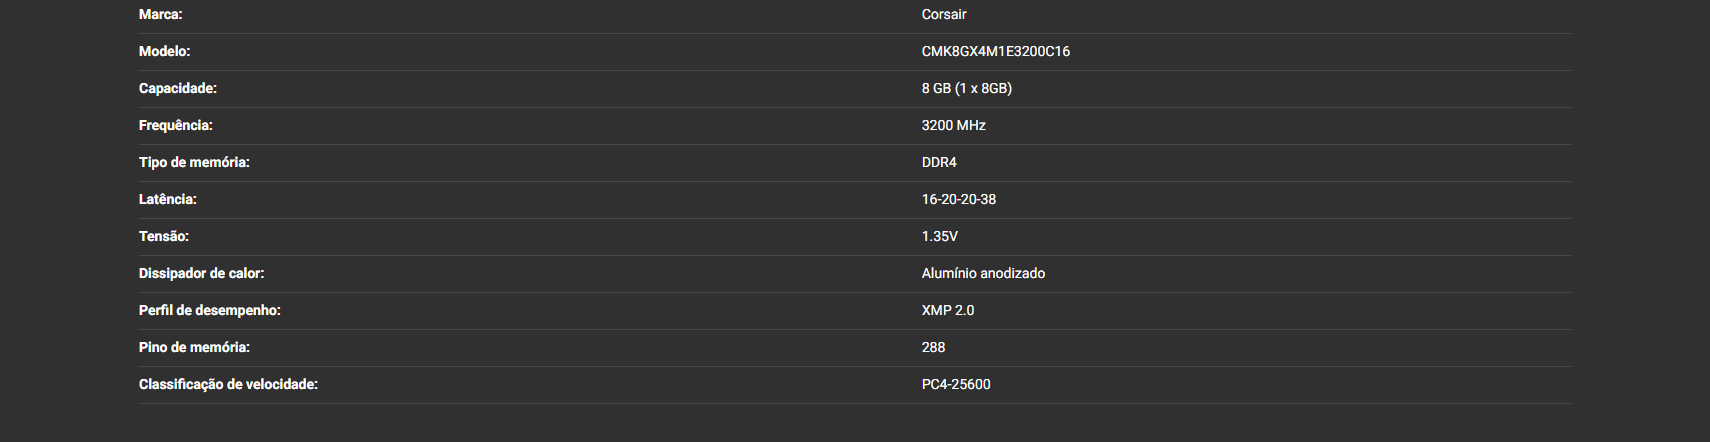 Marca: Corsair
Modelo: CMK8GX4M1E3200C16
Capacidade: 8 GB (1 x 8GB)
Frequência: 3200 MHz
Tipo de memória: DDR4
Latência: 16-20-20-38
Tensão: 1.35V
Dissipador de calor: Alumínio anodizado
Perfil de desempenho: XMP 2.0
Pino de memória: 288
Classificação de velocidade: PC4-25600